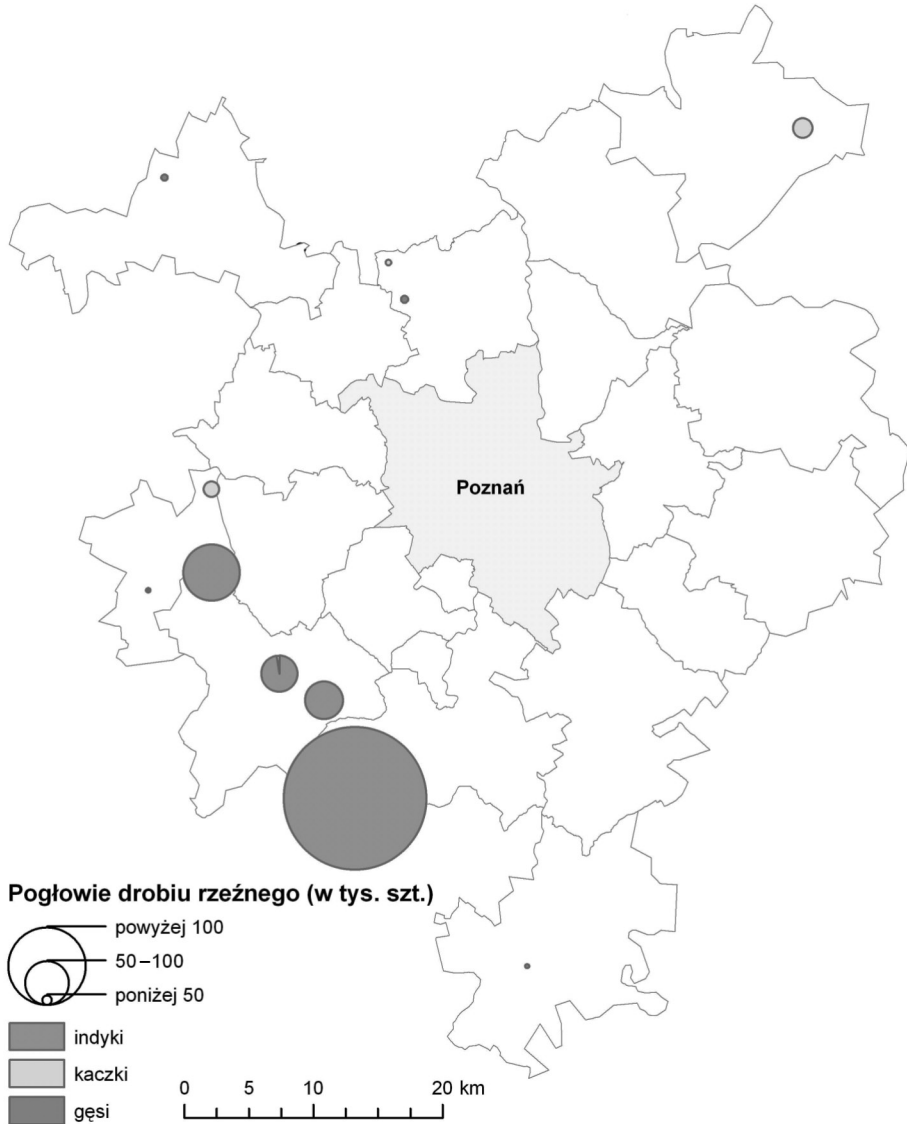 Poznań
Pogłowie drobiu rzeźnego (w tys. szt.)
powyżej 100
50–100
poniżej 50
indyki
kaczki
gęsi
0 5 10 20 km